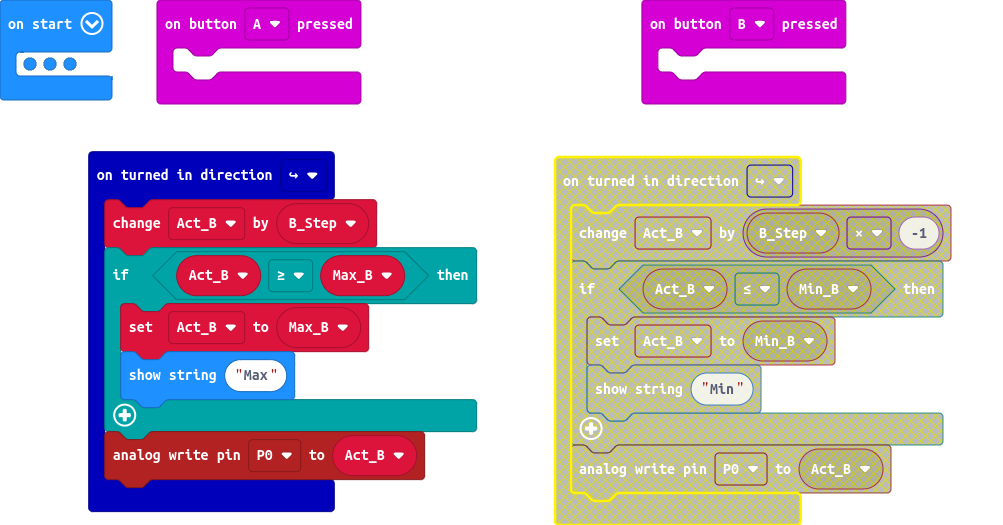 on start
on button A pressed
on button B pressed
on turned in direction ↪
change Act_B by B_Step
if Act_B ≥ Max_B then
set Act_B to Max_B
show string "Max"
analog write pin P0 to Act_B
on turned in direction ↪
change Act_B by B_Step × -1
if Act_B ≤ Min_B then
set Act_B to Min_B
show string "Min"
analog write pin P0 to Act_B